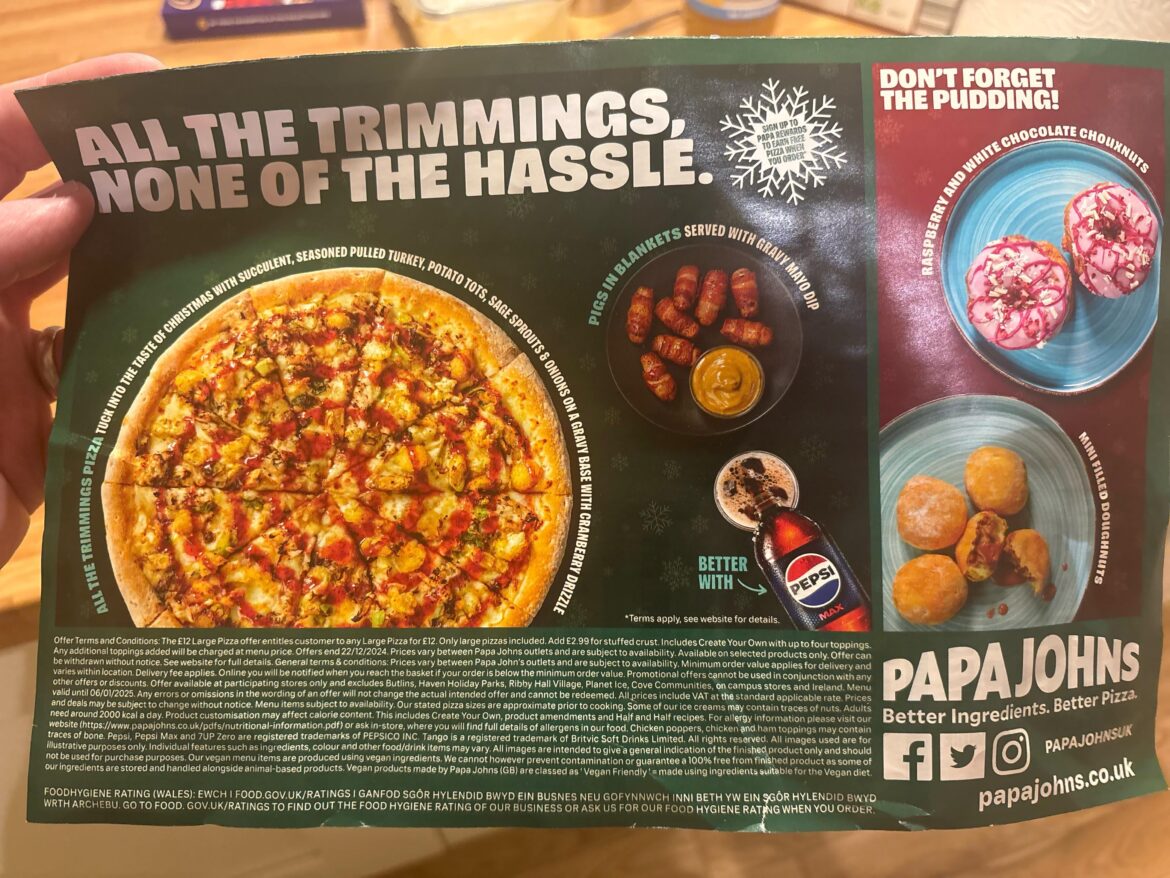 ALL THE TRIMMINGS,
NONE OF THE HASSLE.
SIGN UP TO
PAPA REWARDS
TO EARN FREE
PIZZA WHEN
YOU ORDER*
DON'T FORGET
THE PUDDING!
ALL THE TRIMMINGS PIZZA TUCK INTO THE TASTE OF CHRISTMAS WITH SUCCULENT, SEASONED PULLED TURKEY, POTATO TOTS, SAGE SPROUTS & ONIONS ON A GRAVY BASE WITH CRANBERRY DRIZZLE
PIGS IN BLANKETS SERVED WITH GRAVY MAYO DIP
RASPBERRY AND WHITE CHOCOLATE CHOUXNUTS
MINI FILLED DOUGHNUTS
BETTER
WITH
PEPSI
MAX
*Terms apply, see website for details.
Offer Terms and Conditions: The £12 Large Pizza offer entitles customer to any Large Pizza for £12. Only large pizzas included. Add £2.99 for stuffed crust. Includes Create Your Own with up to four toppings.
Any additional toppings added will be charged at menu price. Offers end 22/12/2024. Prices vary between Papa Johns outlets and are subject to availability. Available on selected products only. Offer can
be withdrawn without notice. See website for full details. General terms & conditions: Prices vary between Papa John's outlets and are subject to availability. Minimum order value applies for delivery and
varies within location. Delivery fee applies. Online you will be notified when you reach the basket if your order is below the minimum order value. Promotional offers cannot be used in conjunction with any
other offers or discounts. Offer available at participating stores only and excludes Butlins, Haven Holiday Parks, Ribby Hall Village, Planet Ice, Cove Communities, on campus stores and Ireland. Menu
valid until 06/01/2025. Any errors or omissions in the wording of an offer will not change the actual intended offer and cannot be redeemed. All prices include VAT at the standard applicable rate. Prices
and deals may be subject to change without notice. Menu items subject to availability. Our stated pizza sizes are approximate prior to cooking. Some of our ice creams may contain traces of nuts. Adults
need around 2000 kcal a day. Product customisation may affect calorie content. This includes Create Your Own, product amendments and Half and Half recipes. For allergy information please visit our
website (https://www.papajohns.co.uk/pdfs/nutritional-information.pdf) or ask in-store, where you will find full details of allergens in our food. Chicken poppers, chicken and ham toppings may contain
traces of bone. Pepsi, Pepsi Max and 7UP Zero are registered trademarks of PEPSICO INC. Tango is a registered trademark of Britvic Soft Drinks Limited. All rights reserved. All images used are for
illustrative purposes only. Individual features such as ingredients, colour and other food/drink items may vary. All images are intended to give a general indication of the finished product only and should
not be used for purchase purposes. Our vegan menu items are produced using vegan ingredients. We cannot however prevent contamination or guarantee a 100% free from finished product as some of
our ingredients are stored and handled alongside animal-based products. Vegan products made by Papa Johns (GB) are classed as 'Vegan Friendly' = made using ingredients suitable for the Vegan diet.
FOODHYGIENE RATING (WALES): EWCH I FOOD.GOV.UK/RATINGS I GANFOD SGÔR HYLENDID BWYD EIN BUSNES NEU GOFYNNWCH INNI BETH YW EIN SGÔR HYLENDID BWYD
WRTH ARCHEBU. GO TO FOOD. GOV.UK/RATINGS TO FIND OUT THE FOOD HYGIENE RATING OF OUR BUSINESS OR ASK US FOR OUR FOOD HYGIENE RATING WHEN YOU ORDER.
PAPA JOHNS
Better Ingredients. Better Pizza.
PAPAJOHNSUK
papajohns.co.uk